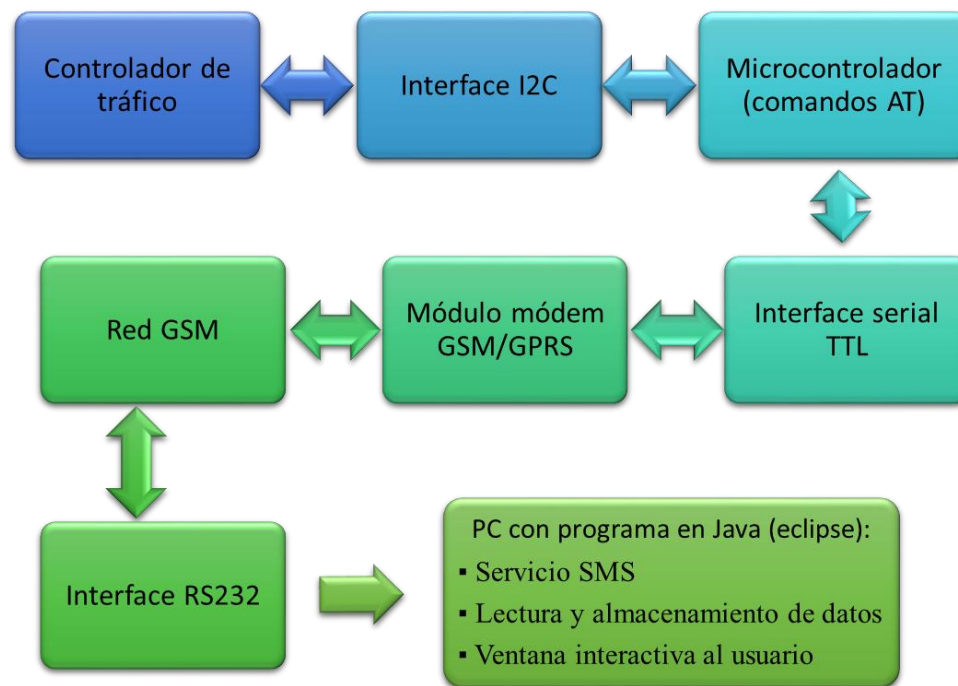 Controlador de
tráfico
Interface I2C
Microcontrolador
(comandos AT)
Red GSM
Módulo módem
GSM/GPRS
Interface serial
TTL
Interface RS232
PC con programa en Java (eclipse):
▪ Servicio SMS
▪ Lectura y almacenamiento de datos
▪ Ventana interactiva al usuario